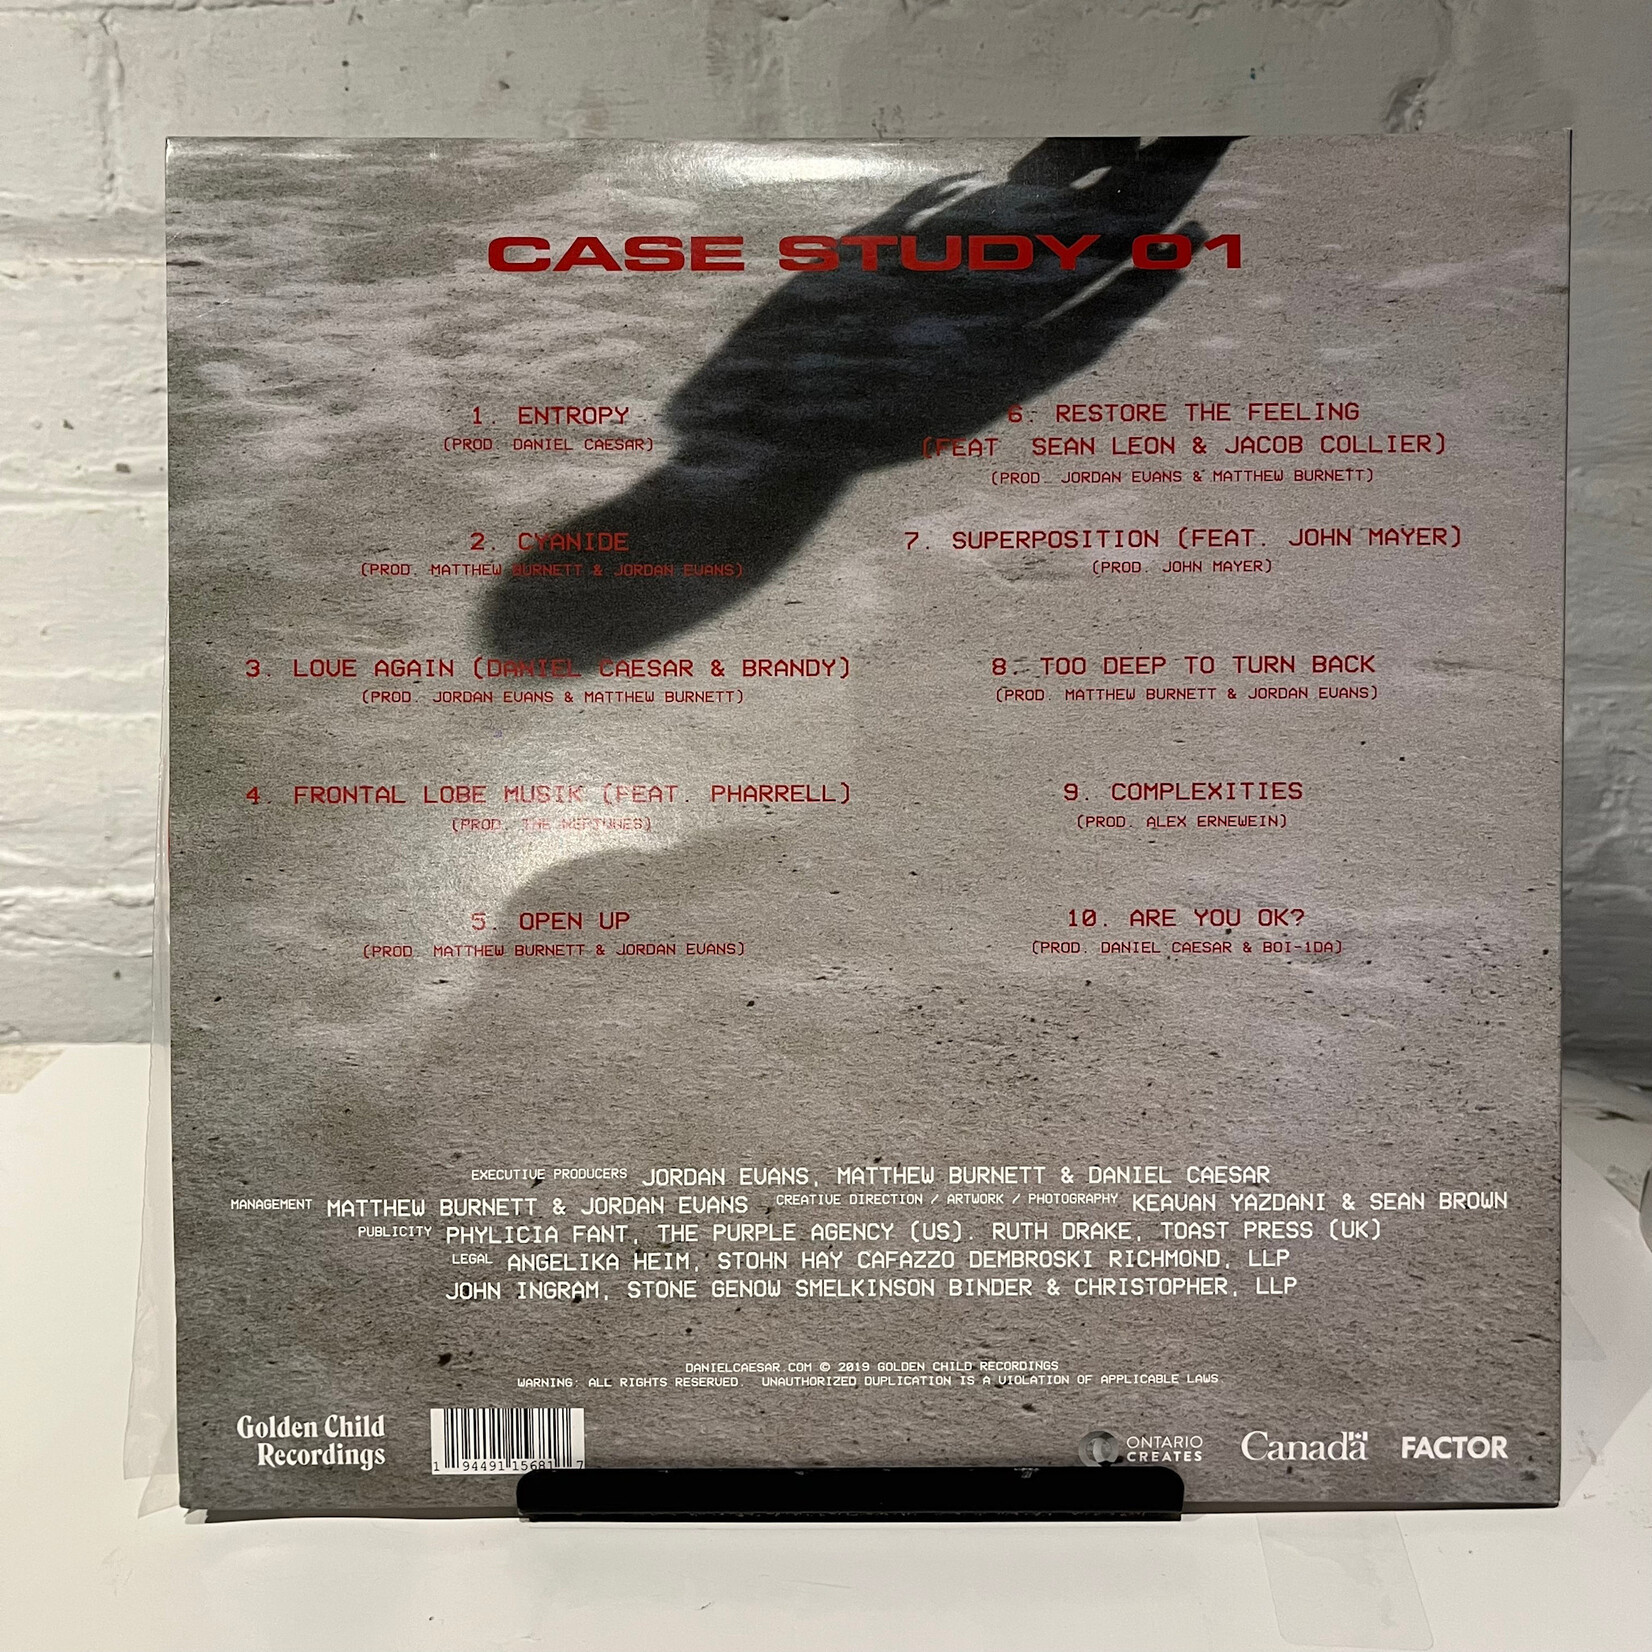 CASE STUDY 01
1. ENTROPY
(PROD. DANIEL CAESAR)
2. CYANIDE
(PROD. MATTHEW BURNETT & JORDAN EVANS)
3. LOVE AGAIN (DANIEL CAESAR & BRANDY)
(PROD. JORDAN EVANS & MATTHEW BURNETT)
4. FRONTAL LOBE MUSIK (FEAT. PHARRELL)
(PROD. THE NEPTUNES)
5. OPEN UP
(PROD. MATTHEW BURNETT & JORDAN EVANS)
6. RESTORE THE FEELING
(FEAT. SEAN LEON & JACOB COLLIER)
(PROD. JORDAN EVANS & MATTHEW BURNETT)
7. SUPERPOSITION (FEAT. JOHN MAYER)
(PROD. JOHN MAYER)
8. TOO DEEP TO TURN BACK
(PROD. MATTHEW BURNETT & JORDAN EVANS)
9. COMPLEXITIES
(PROD. ALEX ERNEWEIN)
10. ARE YOU OK?
(PROD. DANIEL CAESAR & BOI-1DA)
EXECUTIVE PRODUCERS JORDAN EVANS, MATTHEW BURNETT & DANIEL CAESAR
MANAGEMENT MATTHEW BURNETT & JORDAN EVANS CREATIVE DIRECTION / ARTWORK / PHOTOGRAPHY KEAVAN YAZDANI & SEAN BROWN
PUBLICITY PHYLICIA FANT, THE PURPLE AGENCY (US). RUTH DRAKE, TOAST PRESS (UK)
LEGAL ANGELIKA HEIM, STOHN HAY CAFAZZO DEMBROSKI RICHMOND, LLP
JOHN INGRAM, STONE GENOW SMELKINSON BINDER & CHRISTOPHER, LLP
DANIELCAESAR.COM © 2019 GOLDEN CHILD RECORDINGS
WARNING: ALL RIGHTS RESERVED. UNAUTHORIZED DUPLICATION IS A VIOLATION OF APPLICABLE LAWS.
Golden Child
Recordings
1 94491 15681 7
ONTARIO
CREATES
Canada
FACTOR